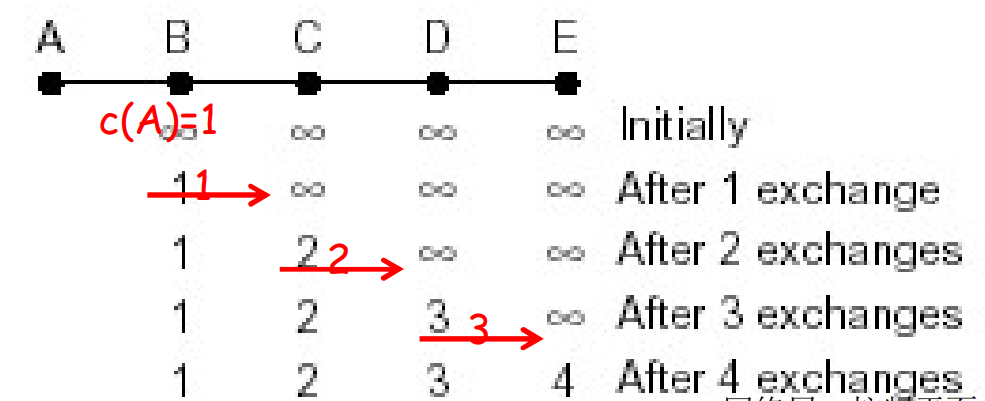 A B C D E
c(A)=1
∞ ∞ ∞ ∞ Initially
1 1 ∞ ∞ ∞ After 1 exchange
1 2 2 ∞ ∞ After 2 exchanges
1 2 3 3 ∞ After 3 exchanges
1 2 3 4 After 4 exchanges